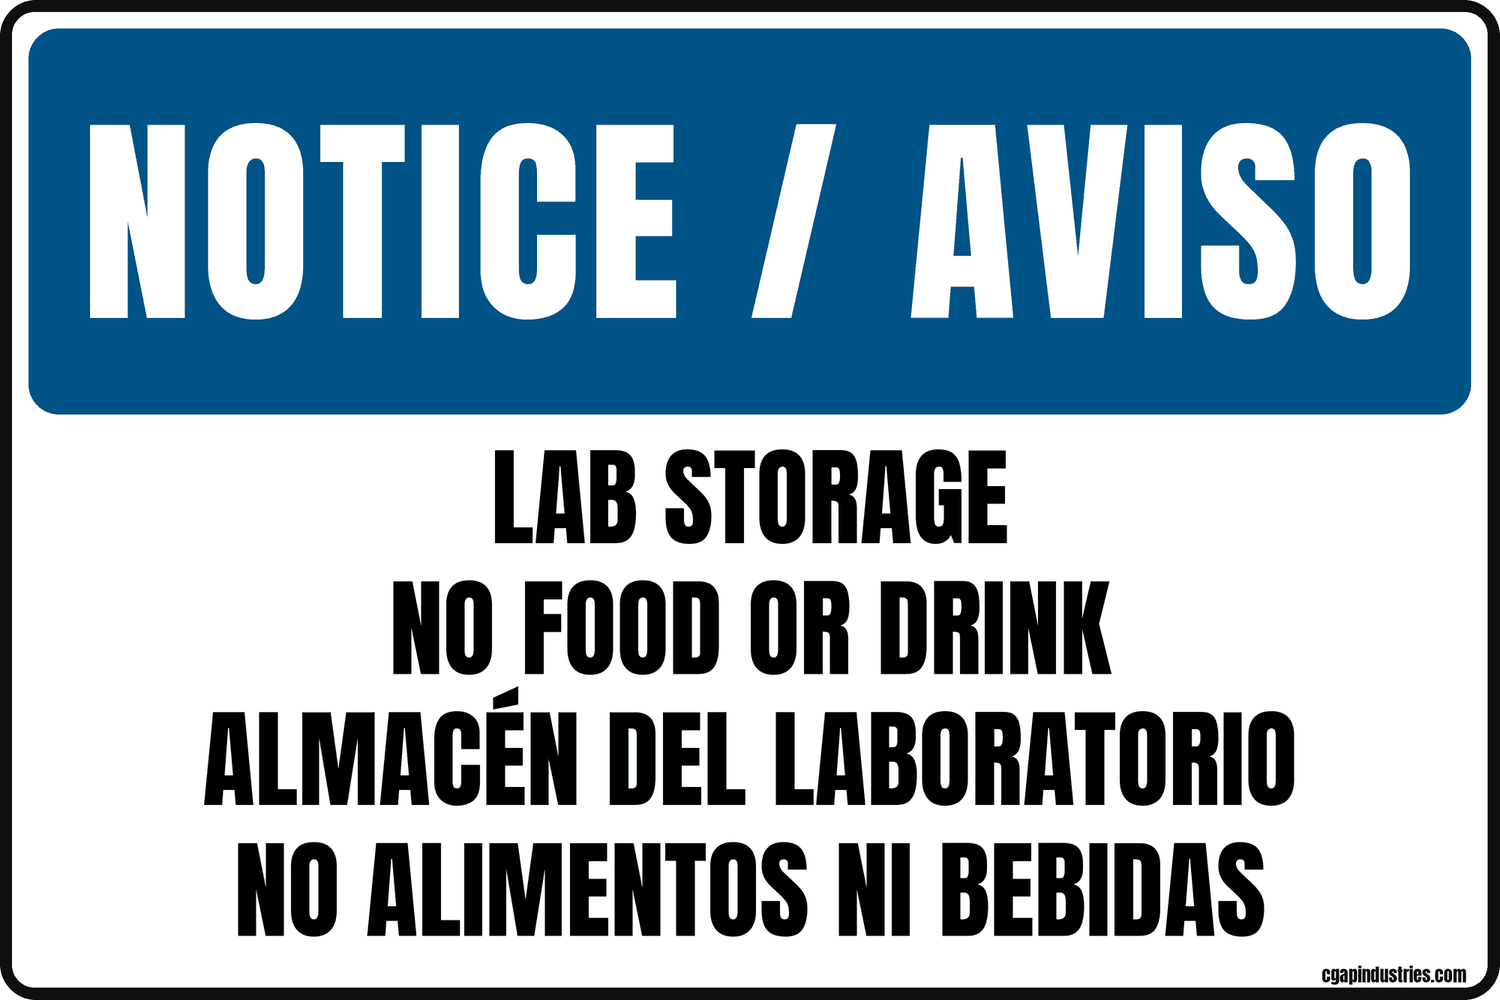 NOTICE / AVISO
LAB STORAGE
NO FOOD OR DRINK
ALMACÉN DEL LABORATORIO
NO ALIMENTOS NI BEBIDAS
cgapindustries.com